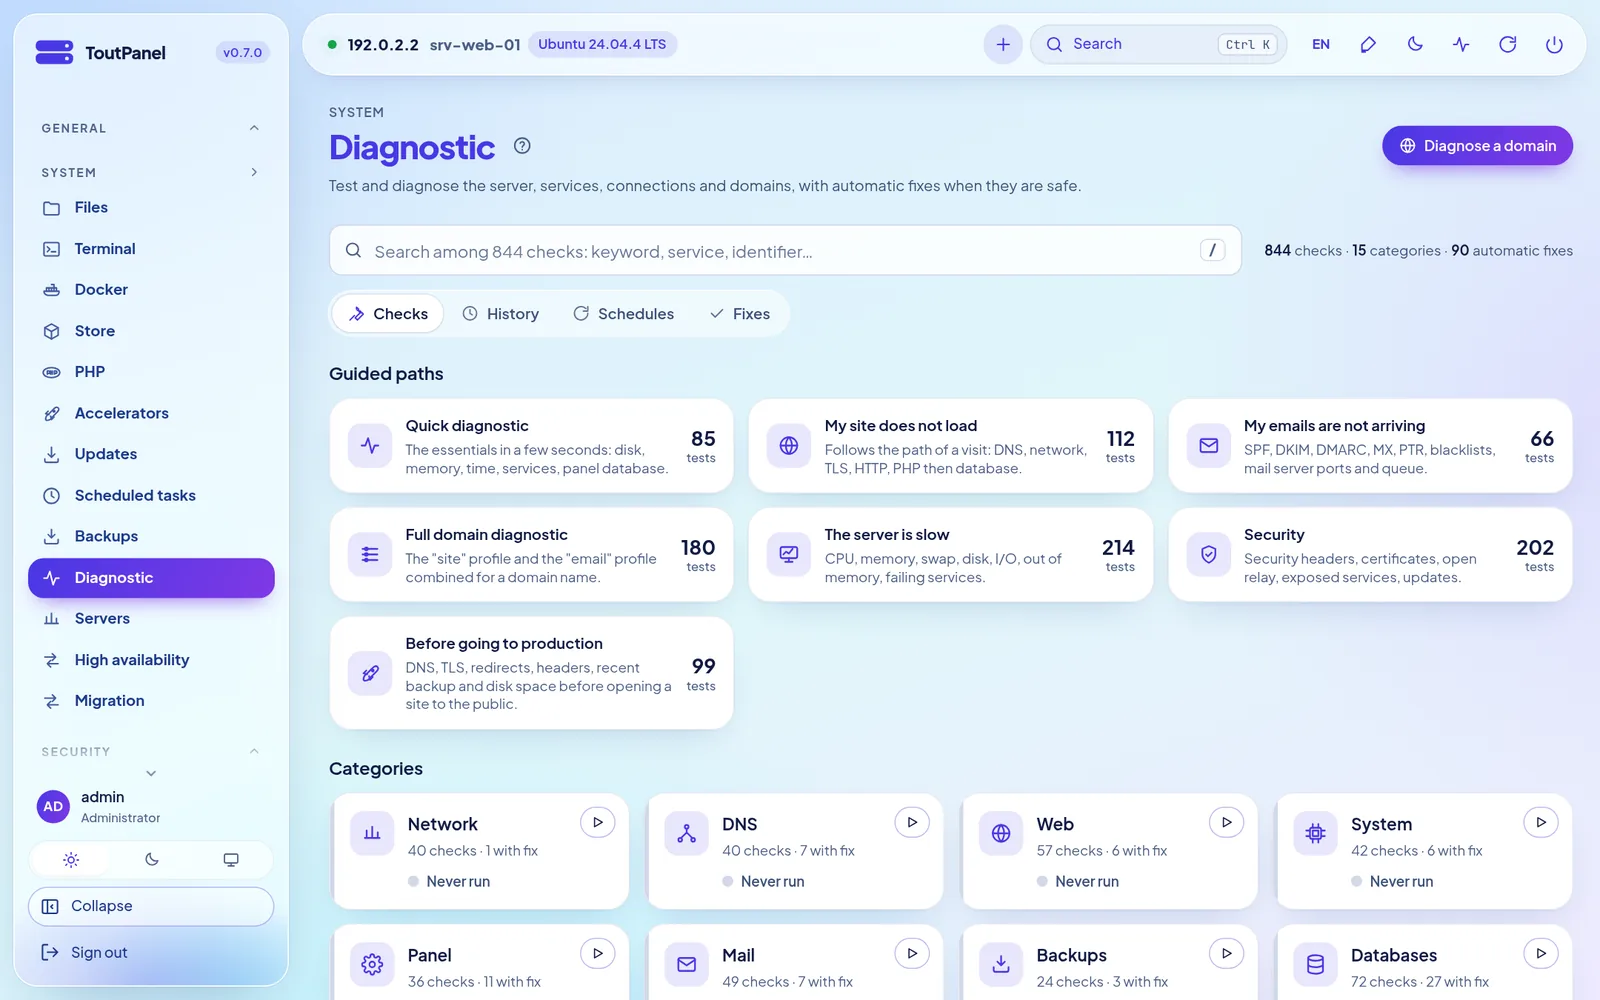 ToutPanel
v0.7.0
GENERAL
SYSTEM
Files
Terminal
Docker
Store
PHP
Accelerators
Updates
Scheduled tasks
Backups
Diagnostic
Servers
High availability
Migration
SECURITY
AD
admin
Administrator
Collapse
Sign out
192.0.2.2 srv-web-01 Ubuntu 24.04.4 LTS
Search Ctrl K
EN
SYSTEM
Diagnostic
Diagnose a domain
Test and diagnose the server, services, connections and domains, with automatic fixes when they are safe.
Search among 844 checks: keyword, service, identifier... /
844 checks · 15 categories · 90 automatic fixes
Checks
History
Schedules
Fixes
Guided paths
Quick diagnostic
The essentials in a few seconds: disk,
memory, time, services, panel database.
85
tests
My site does not load
Follows the path of a visit: DNS, network,
TLS, HTTP, PHP then database.
112
tests
My emails are not arriving
SPF, DKIM, DMARC, MX, PTR, blacklists,
mail server ports and queue.
66
tests
Full domain diagnostic
The "site" profile and the "email" profile
combined for a domain name.
180
tests
The server is slow
CPU, memory, swap, disk, I/O, out of
memory, failing services.
214
tests
Security
Security headers, certificates, open
relay, exposed services, updates.
202
tests
Before going to production
DNS, TLS, redirects, headers, recent
backup and disk space before opening a
site to the public.
99
tests
Categories
Network
40 checks · 1 with fix
Never run
DNS
40 checks · 7 with fix
Never run
Web
57 checks · 6 with fix
Never run
System
42 checks · 6 with fix
Never run
Panel
36 checks · 11 with fix
Mail
49 checks · 7 with fix
Backups
24 checks · 3 with fix
Databases
72 checks · 27 with fix